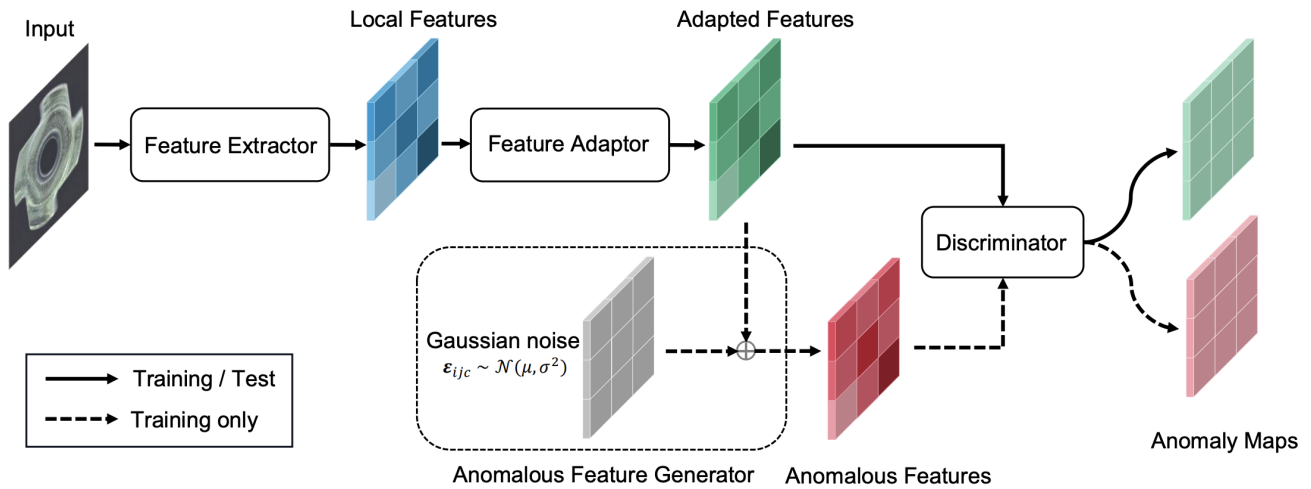 Input
Local Features
Adapted Features
Feature Extractor
Feature Adaptor
Discriminator
Gaussian noise
𝜺ᵢⱼ𝒸 ~ 𝒩(μ, σ²)
Training / Test
Training only
Anomalous Feature Generator
Anomalous Features
Anomaly Maps